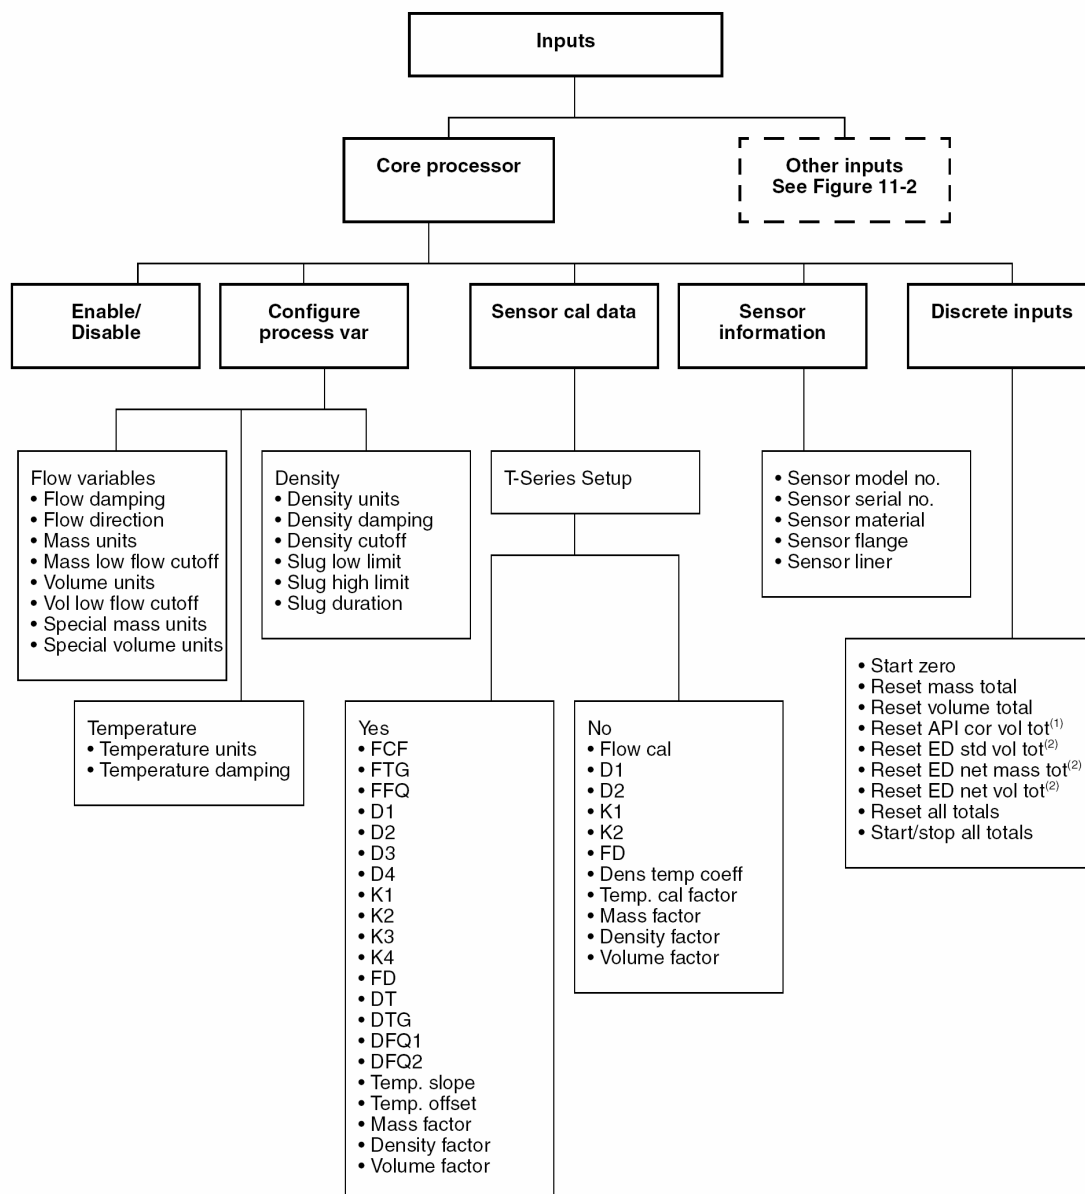 Inputs
Core processor
Other inputs
See Figure 11-2
Enable/
Disable
Configure
process var
Sensor cal data
Sensor
information
Discrete inputs
Flow variables
• Flow damping
• Flow direction
• Mass units
• Mass low flow cutoff
• Volume units
• Vol low flow cutoff
• Special mass units
• Special volume units
Density
• Density units
• Density damping
• Density cutoff
• Slug low limit
• Slug high limit
• Slug duration
T-Series Setup
• Sensor model no.
• Sensor serial no.
• Sensor material
• Sensor flange
• Sensor liner
• Start zero
• Reset mass total
• Reset volume total
• Reset API cor vol tot(1)
• Reset ED std vol tot(2)
• Reset ED net mass tot(2)
• Reset ED net vol tot(2)
• Reset all totals
• Start/stop all totals
Temperature
• Temperature units
• Temperature damping
Yes
• FCF
• FTG
• FFQ
• D1
• D2
• D3
• D4
• K1
• K2
• K3
• K4
• FD
• DT
• DTG
• DFQ1
• DFQ2
• Temp. slope
• Temp. offset
• Mass factor
• Density factor
• Volume factor
No
• Flow cal
• D1
• D2
• K1
• K2
• FD
• Dens temp coeff
• Temp. cal factor
• Mass factor
• Density factor
• Volume factor